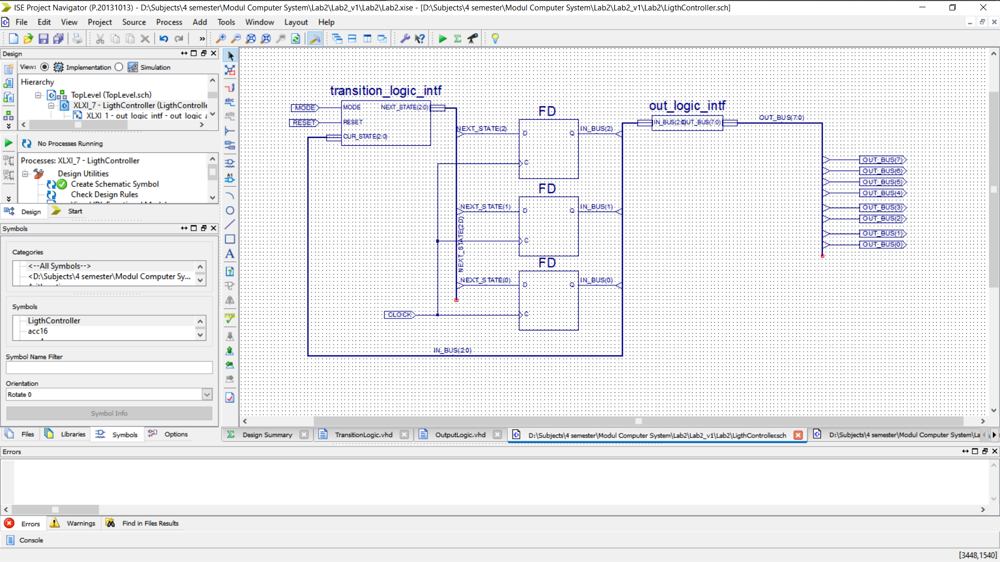 ISE Project Navigator (P.20131013) - D:\Subjects\4 semester\Modul Computer System\Lab2\Lab2_v1\Lab2\Lab2.xise - [D:\Subjects\4 semester\Modul Computer System\Lab2\Lab2_v1\Lab2\LigthController.sch]
File Edit View Project Source Process Add Tools Window Layout Help
Design
View: Implementation Simulation
Hierarchy
TopLevel (TopLevel.sch)
XLXI_7 - LigthController (LigthControlle
XLXI_1 - out_logic_intf - out_logic_a
No Processes Running
Processes: XLXI_7 - LigthController
Design Utilities
Create Schematic Symbol
Check Design Rules
Design Start
Symbols
Categories
<--All Symbols-->
<D:\Subjects\4 semester\Modul Computer Sy...
Symbols
LigthController
acc16
Symbol Name Filter
Orientation
Rotate 0
Symbol Info
Files Libraries Symbols Options
transition_logic_intf
MODE
RESET
MODE
RESET
CUR_STATE(2:0)
NEXT_STATE(2:0)
NEXT_STATE(2)
NEXT_STATE(1)
NEXT_STATE(2:0)
NEXT_STATE(0)
CLOCK
FD
D
Q
C
FD
D
Q
C
FD
D
Q
C
IN_BUS(2)
IN_BUS(1)
IN_BUS(0)
IN_BUS(2:0)
out_logic_intf
IN_BUS(2:0)
OUT_BUS(7:0)
OUT_BUS(7:0)
OUT_BUS(7)
OUT_BUS(6)
OUT_BUS(5)
OUT_BUS(4)
OUT_BUS(3)
OUT_BUS(2)
OUT_BUS(1)
OUT_BUS(0)
Design Summary TransitionLogic.vhd OutputLogic.vhd D:\Subjects\4 semester\Modul Computer System\Lab2\Lab2_v1\Lab2\LigthController.sch D:\Subjects\4 semester\Modul Computer System\La
Errors
Errors Warnings Find in Files Results
Console
[3448,1540]